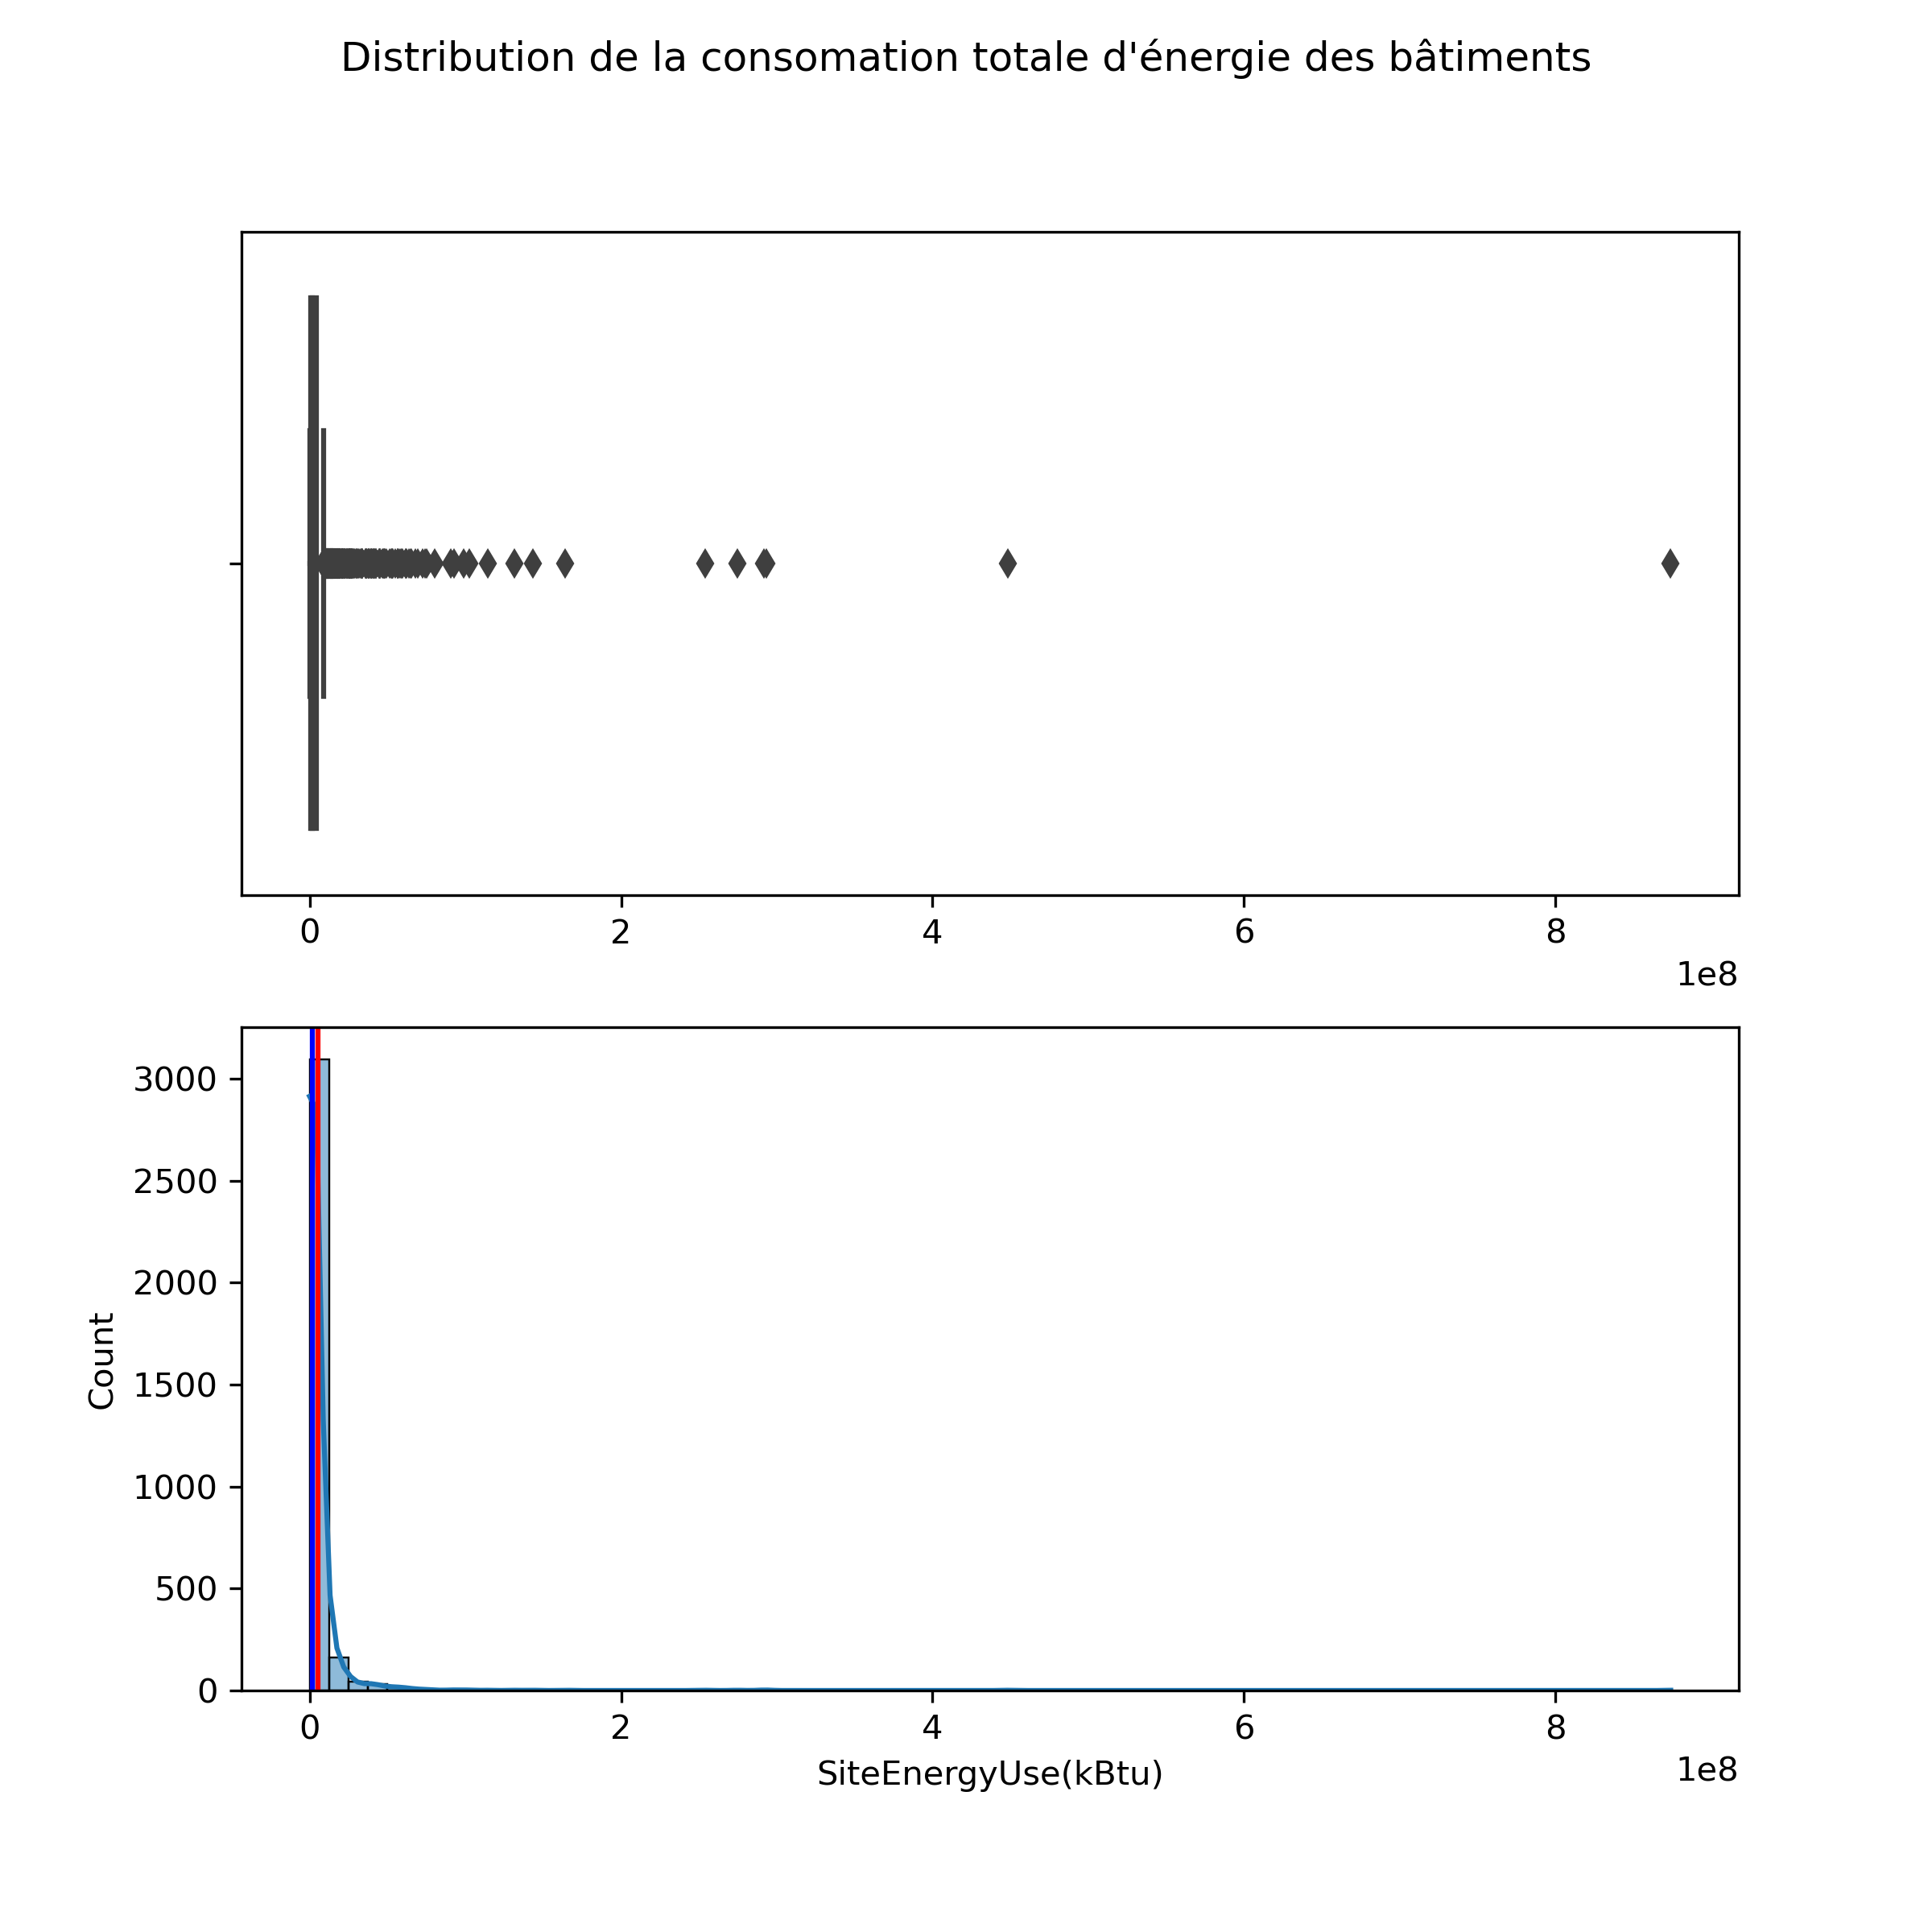 Distribution de la consomation totale d'énergie des bâtiments
0 2 4 6 8
1e8
3000
2500
2000
1500
1000
500
0
Count
0 2 4 6 8
SiteEnergyUse(kBtu)
1e8